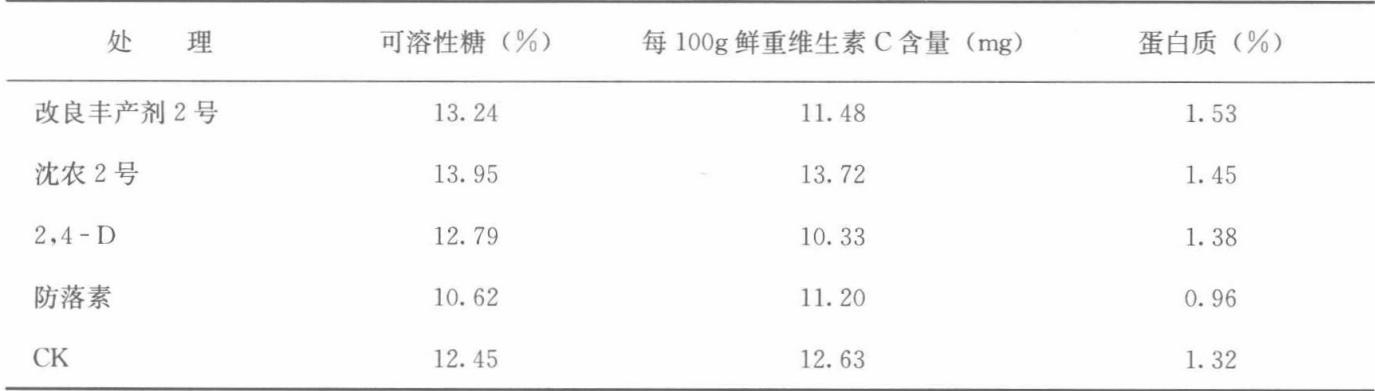 处 理 可溶性糖（%） 每 100g 鲜重维生素 C 含量（mg） 蛋白质（%）
改良丰产剂 2 号 13.24 11.48 1.53
沈农 2 号 13.95 13.72 1.45
2,4-D 12.79 10.33 1.38
防落素 10.62 11.20 0.96
CK 12.45 12.63 1.32